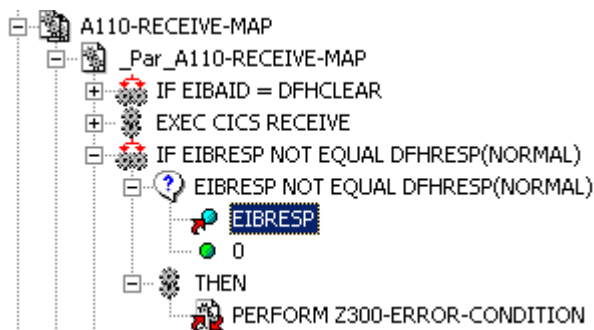 A110-RECEIVE-MAP
_Par_A110-RECEIVE-MAP
IF EIBAID = DFHCLEAR
EXEC CICS RECEIVE
IF EIBRESP NOT EQUAL DFHRESP(NORMAL)
EIBRESP NOT EQUAL DFHRESP(NORMAL)
EIBRESP
0
THEN
PERFORM Z300-ERROR-CONDITION